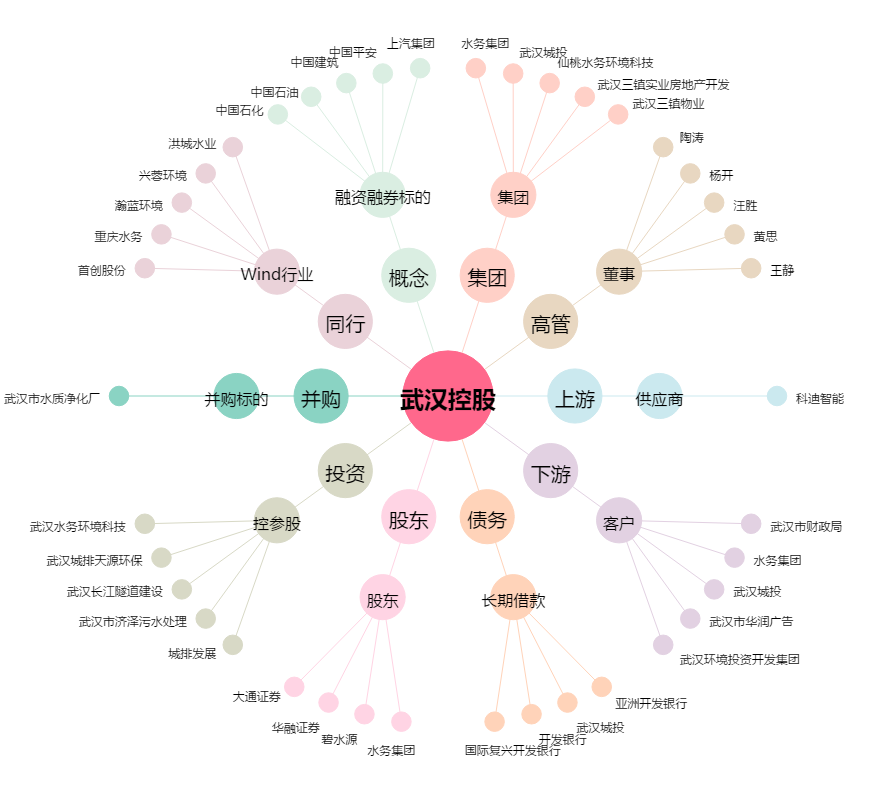 上汽集团
水务集团
中国平安
武汉城投
中国建筑
仙桃水务环境科技
中国石油
武汉三镇实业房地产开发
中国石化
武汉三镇物业
洪城水业
陶涛
兴蓉环境
杨开
融资融券标的
集团
瀚蓝环境
汪胜
重庆水务
黄思
首创股份
Wind行业
概念
集团
董事
王静
同行
高管
武汉市水质净化厂
并购标的
并购
武汉控股
上游
供应商
科迪智能
投资
下游
武汉水务环境科技
控参股
股东
债务
客户
武汉市财政局
武汉城排天源环保
水务集团
武汉长江隧道建设
武汉城投
股东
长期借款
武汉市济泽污水处理
武汉市华润广告
城排发展
武汉环境投资开发集团
大通证券
亚洲开发银行
华融证券
武汉城投
碧水源
开发银行
水务集团
国际复兴开发银行